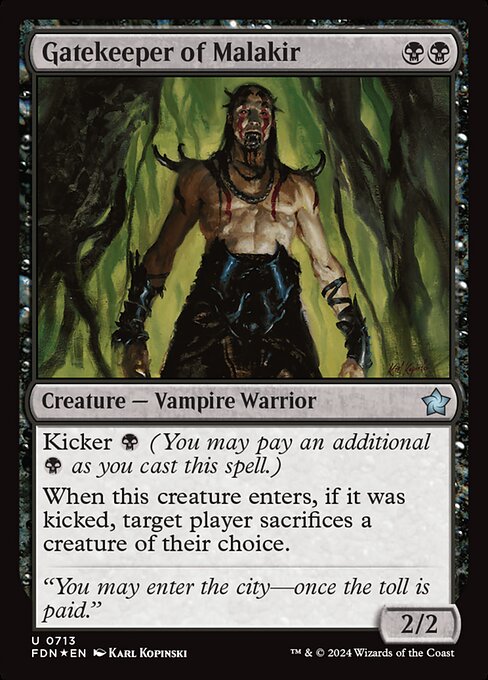 Gatekeeper of Malakir
Creature — Vampire Warrior
Kicker (You may pay an additional
as you cast this spell.)
When this creature enters, if it was
kicked, target player sacrifices a
creature of their choice.
“You may enter the city—once the toll is
paid.”
2/2
U 0713
FDN★EN Karl Kopinski
™ & © 2024 Wizards of the Coast